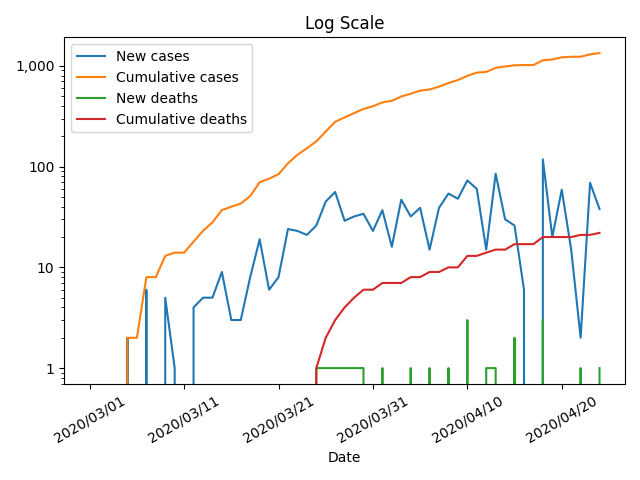 Log Scale
New cases
Cumulative cases
New deaths
Cumulative deaths
1,000
100
10
1
2020/03/01
2020/03/11
2020/03/21
2020/03/31
2020/04/10
2020/04/20
Date